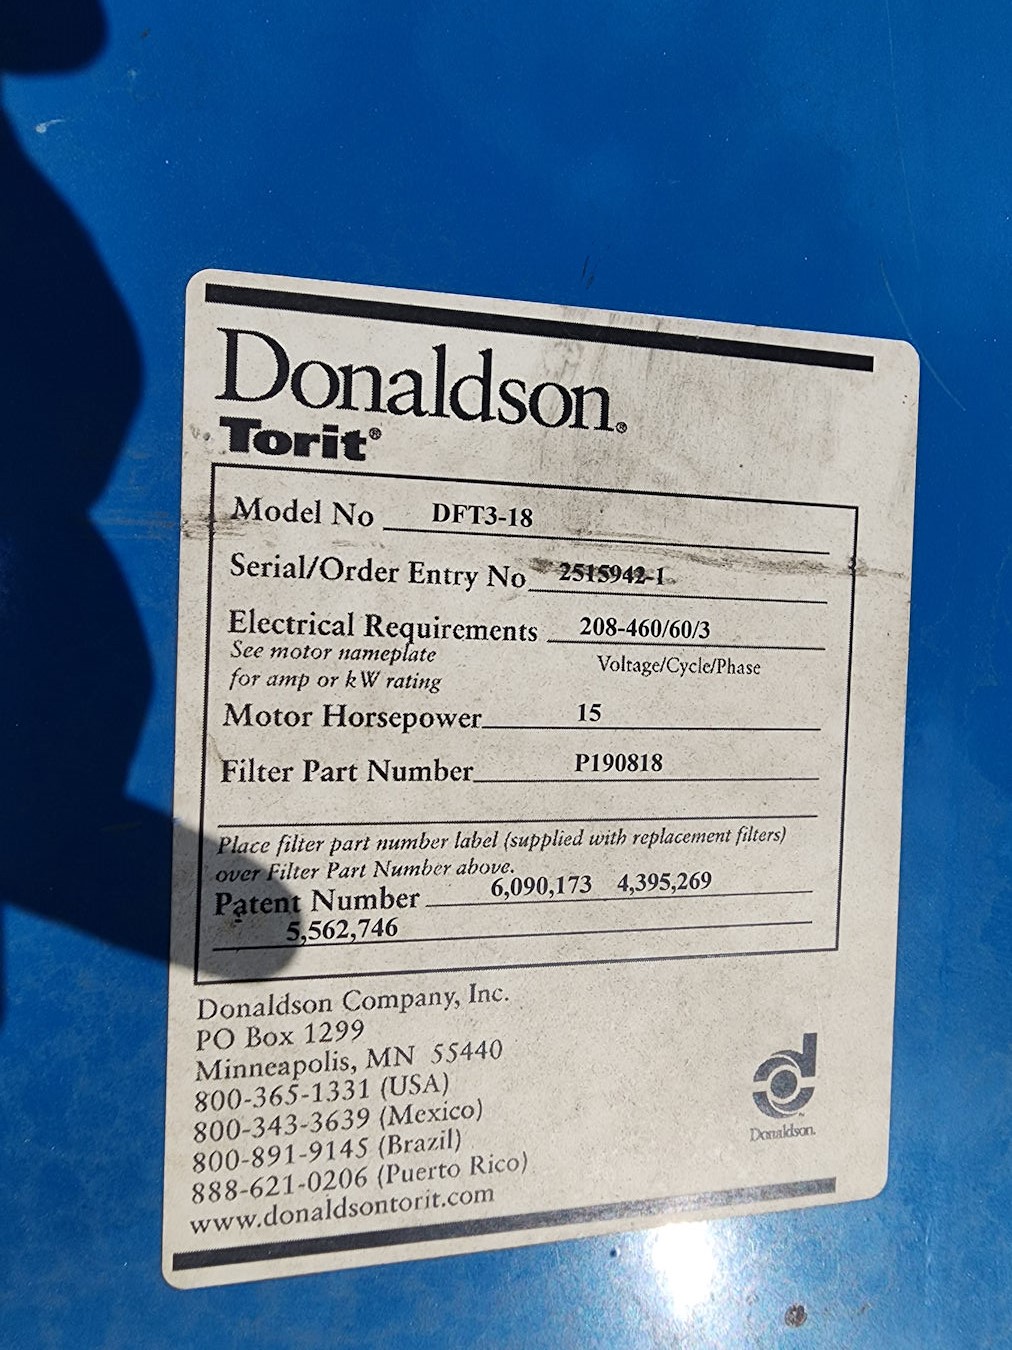 Donaldson®
Torit®
Model No DFT3-18
Serial/Order Entry No 2515942-1
Electrical Requirements 208-460/60/3
See motor nameplate Voltage/Cycle/Phase
for amp or kW rating
Motor Horsepower 15
Filter Part Number P190818
Place filter part number label (supplied with replacement filters)
over Filter Part Number above.
Patent Number 6,090,173 4,395,269
5,562,746
Donaldson Company, Inc.
PO Box 1299
Minneapolis, MN 55440
800-365-1331 (USA)
800-343-3639 (Mexico)
800-891-9145 (Brazil)
888-621-0206 (Puerto Rico)
www.donaldsontorit.com
Donaldson.